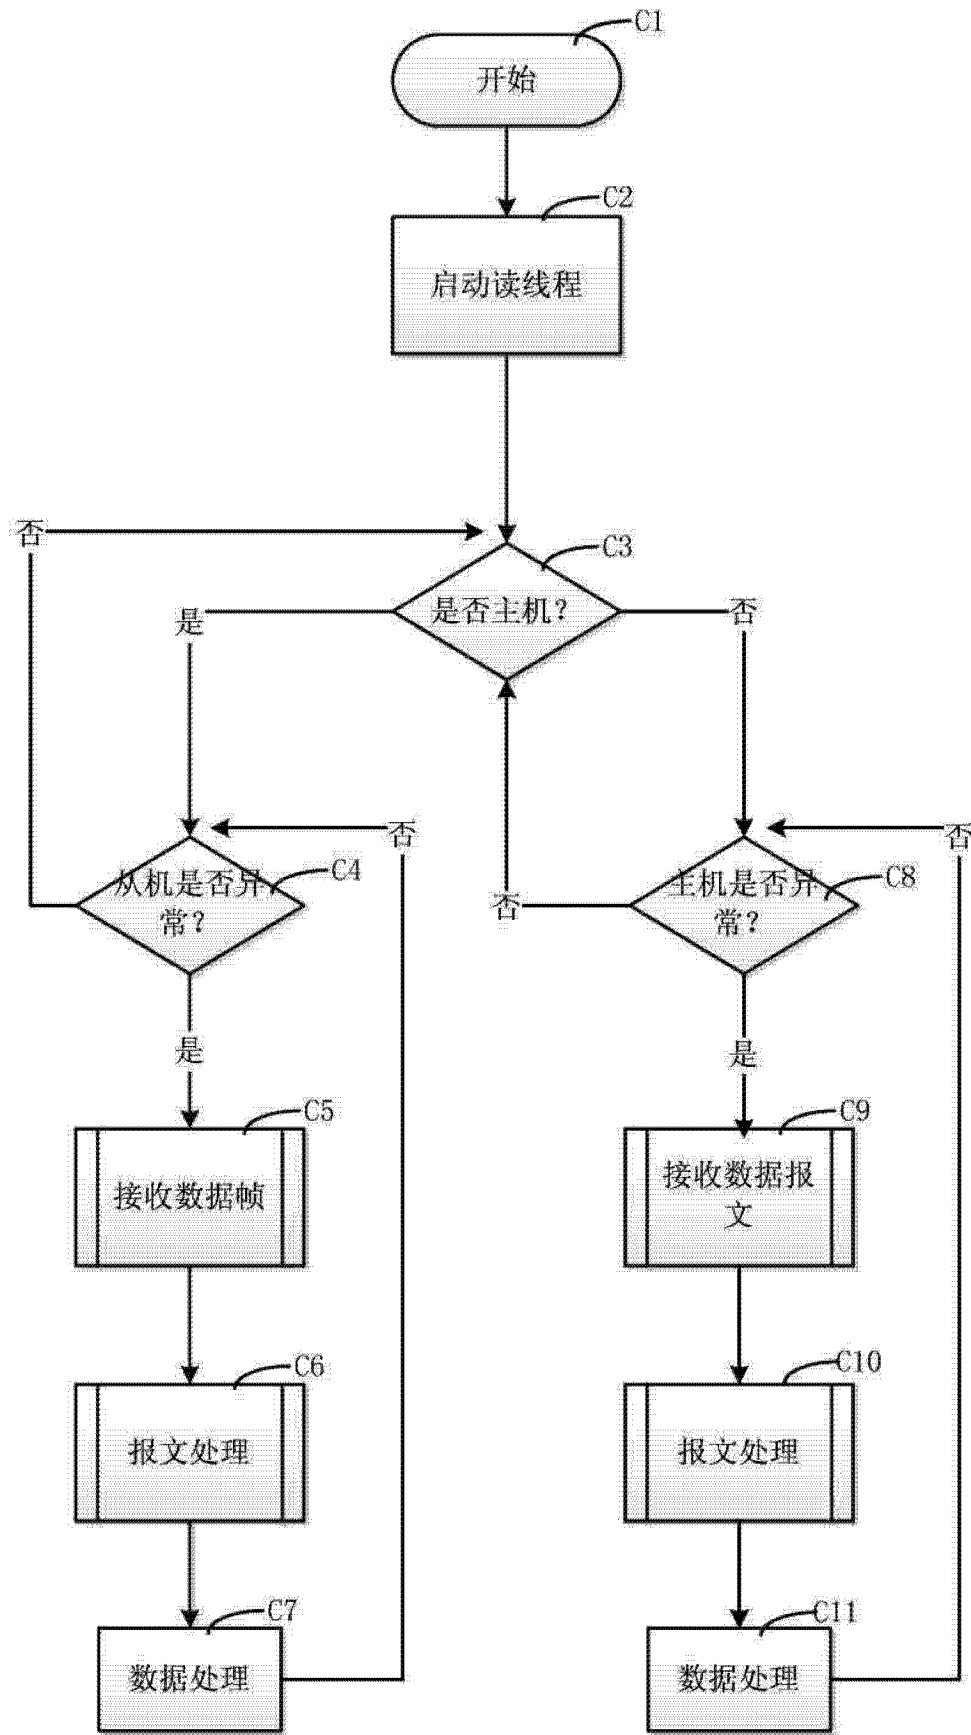 C1
开始
C2
启动读线程
否
C3
是否主机？
是
否
否
否
从机是否异
常？
C4
否
主机是否异
常？
C8
是
是
C5
接收数据帧
C9
接收数据报
文
C6
报文处理
C10
报文处理
C7
数据处理
C11
数据处理